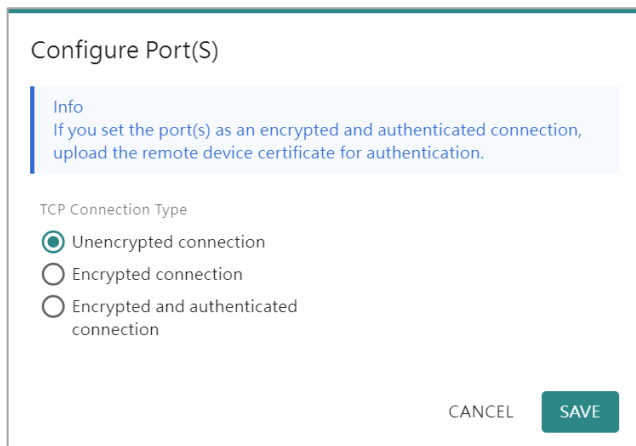 Configure Port(S)
Info
If you set the port(s) as an encrypted and authenticated connection,
upload the remote device certificate for authentication.
TCP Connection Type
Unencrypted connection
Encrypted connection
Encrypted and authenticated
connection
CANCEL SAVE